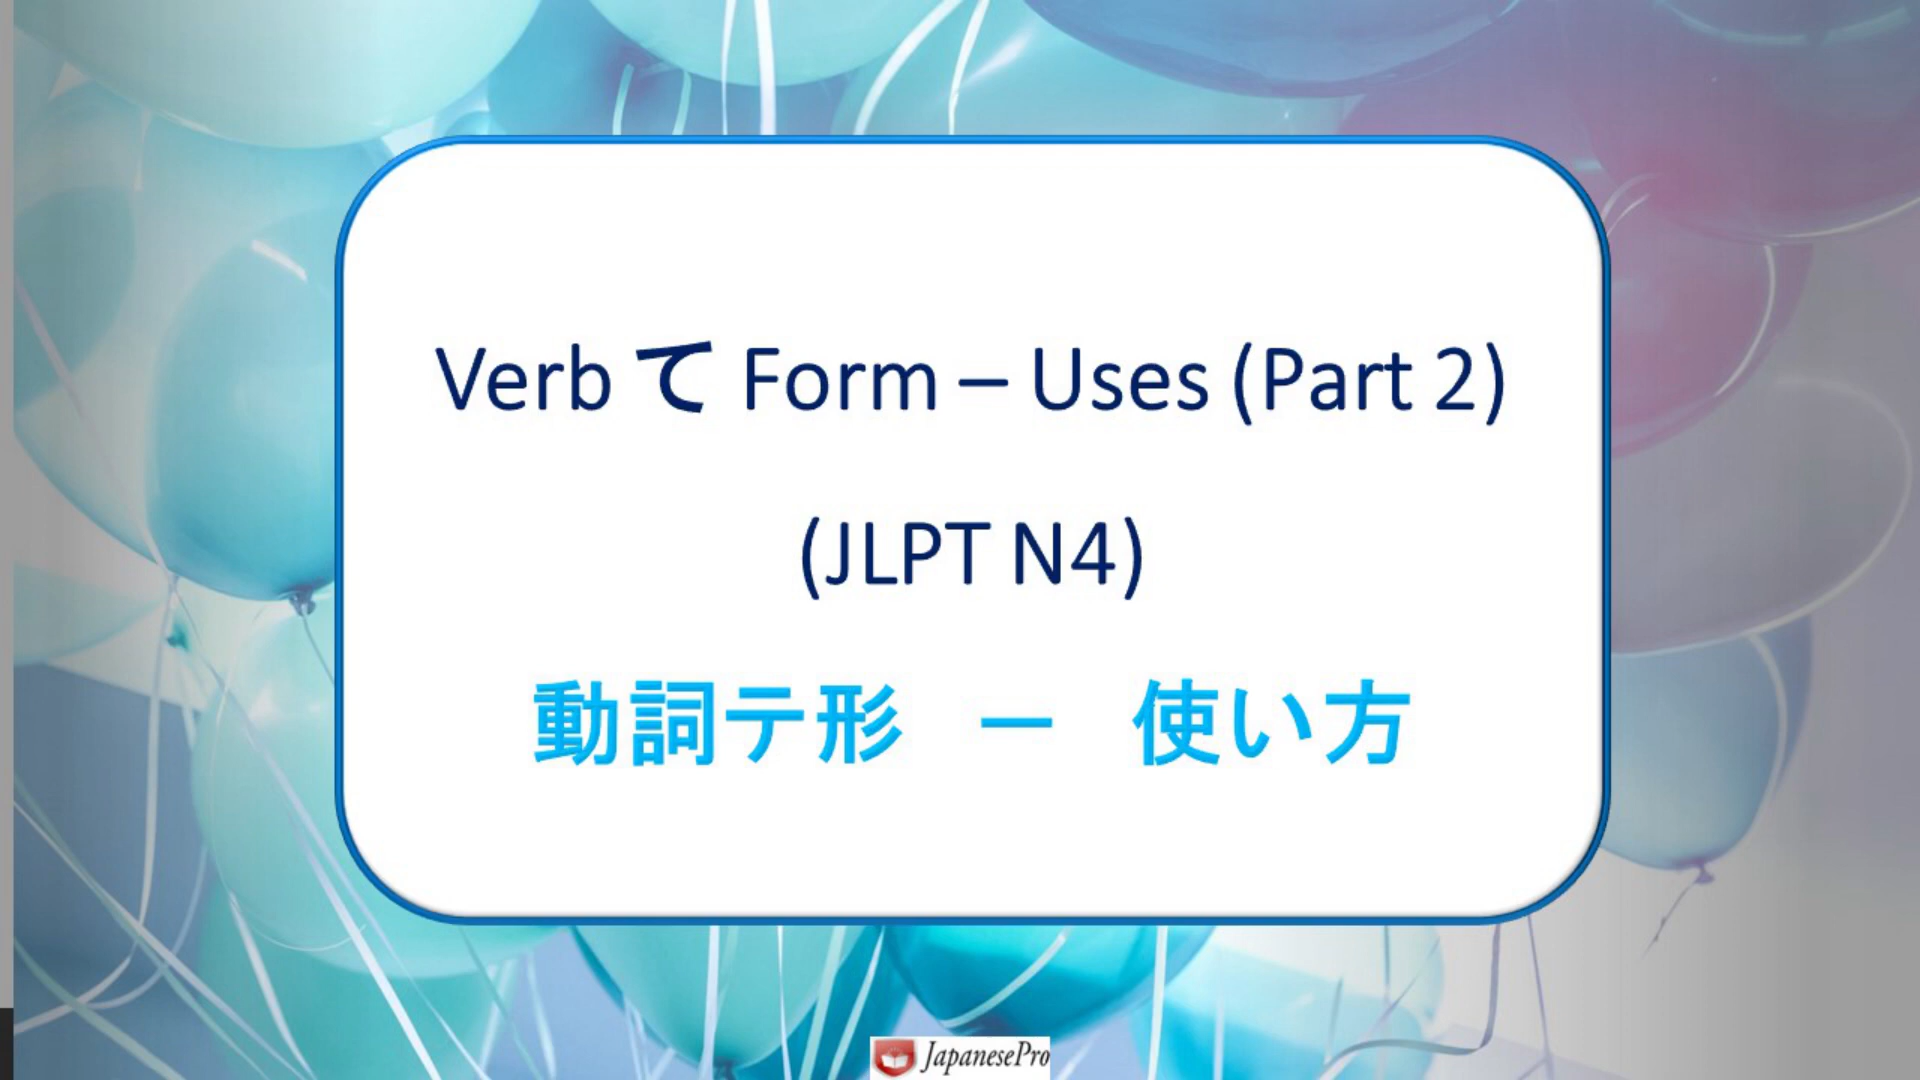 Verb て Form – Uses (Part 2)
(JLPT N4)
動詞テ形　ー　使い方
JapanesePro